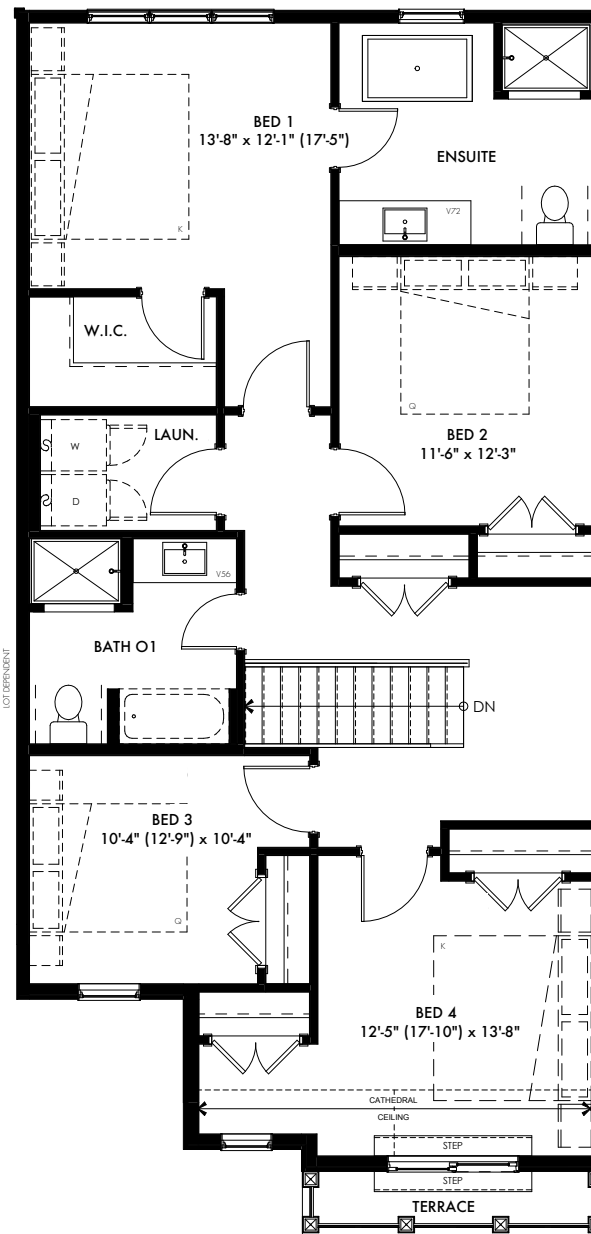 BED 1
13'-8" x 12'-1" (17'-5")
K
ENSUITE
V72
W.I.C.
Q
BED 2
11'-6" x 12'-3"
LAUN.
W
D
V56
BATH 01
LOT DEPENDENT
DN
BED 3
10'-4" (12'-9") x 10'-4"
Q
K
BED 4
12'-5" (17'-10") x 13'-8"
CATHEDRAL
CEILING
STEP
STEP
TERRACE